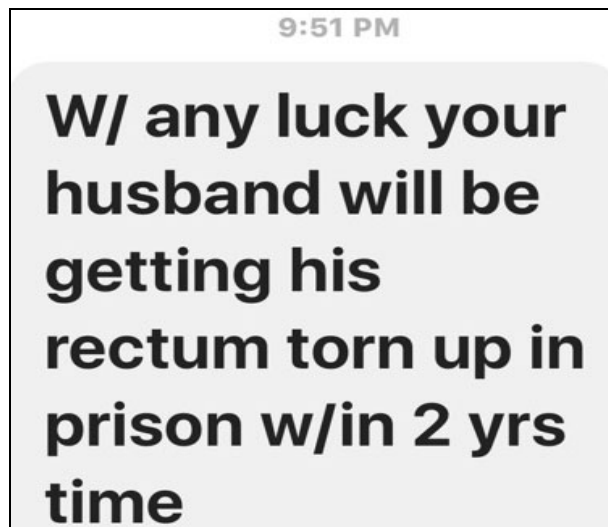 9:51 PM
W/ any luck your
husband will be
getting his
rectum torn up in
prison w/in 2 yrs
time